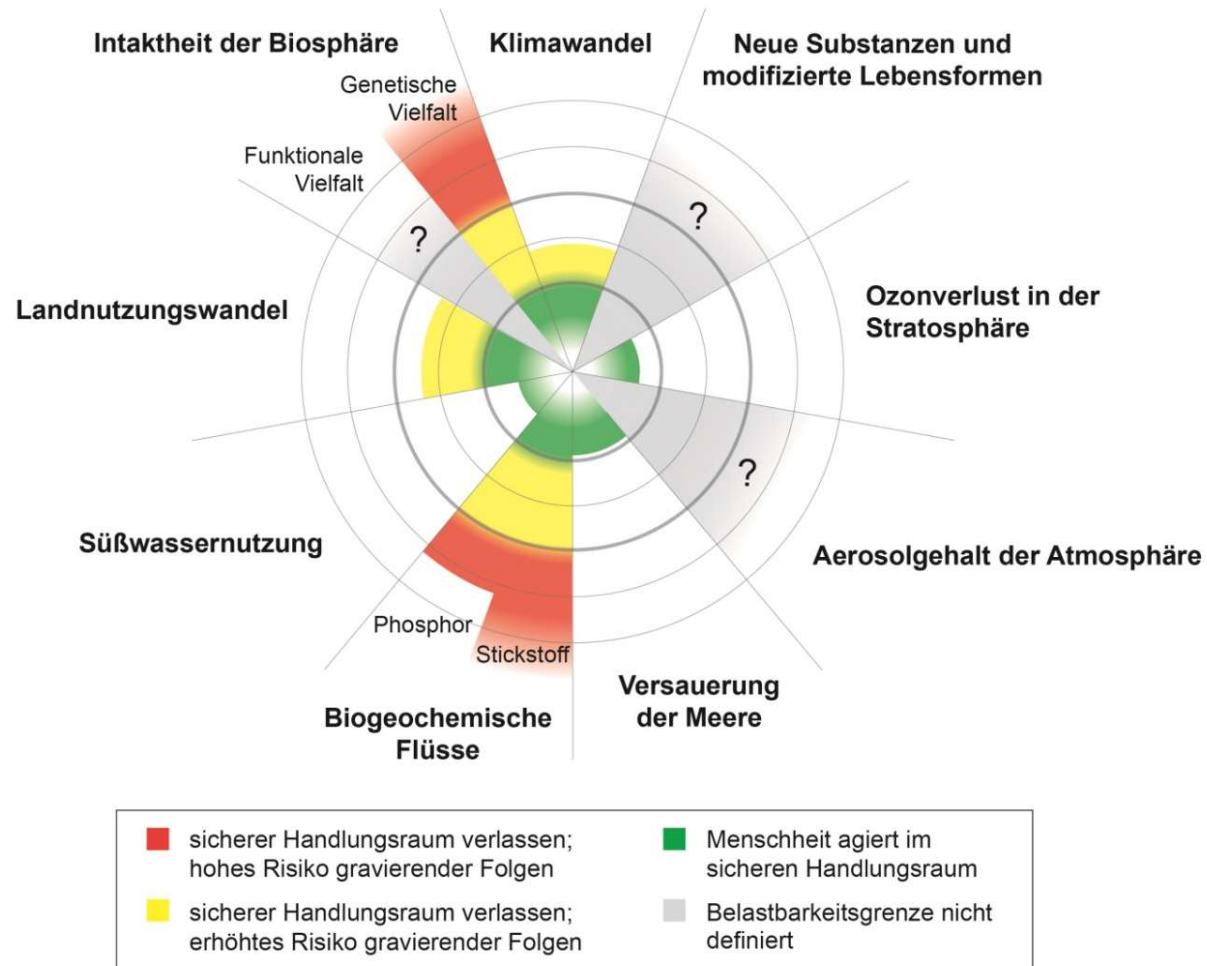 Intaktheit der Biosphäre
Klimawandel
Neue Substanzen und
modifizierte Lebensformen
Genetische
Vielfalt
Funktionale
Vielfalt
?
?
Landnutzungswandel
Ozonverlust in der
Stratosphäre
?
Süßwassernutzung
Aerosolgehalt der Atmosphäre
Phosphor
Stickstoff
Biogeochemische
Flüsse
Versauerung
der Meere
sicherer Handlungsraum verlassen;
hohes Risiko gravierender Folgen
sicherer Handlungsraum verlassen;
erhöhtes Risiko gravierender Folgen
Menschheit agiert im
sicheren Handlungsraum
Belastbarkeitsgrenze nicht
definiert